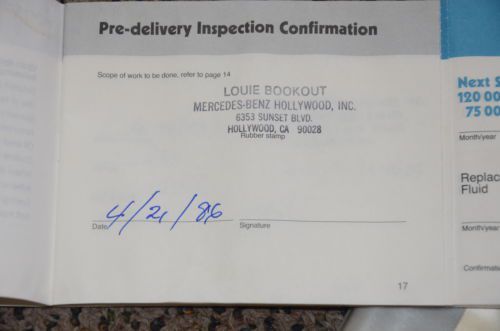 Pre-delivery Inspection Confirmation
Scope of work to be done, refer to page 14
LOUIE BOOKOUT
MERCEDES-BENZ HOLLYWOOD, INC.
6353 SUNSET BLVD.
HOLLYWOOD, CA 90028
Rubber stamp
4/21/86
Date
Signature
17
Next S
120 00
75 00
Month/year
Replac
Fluid
Month/year
Confirmati